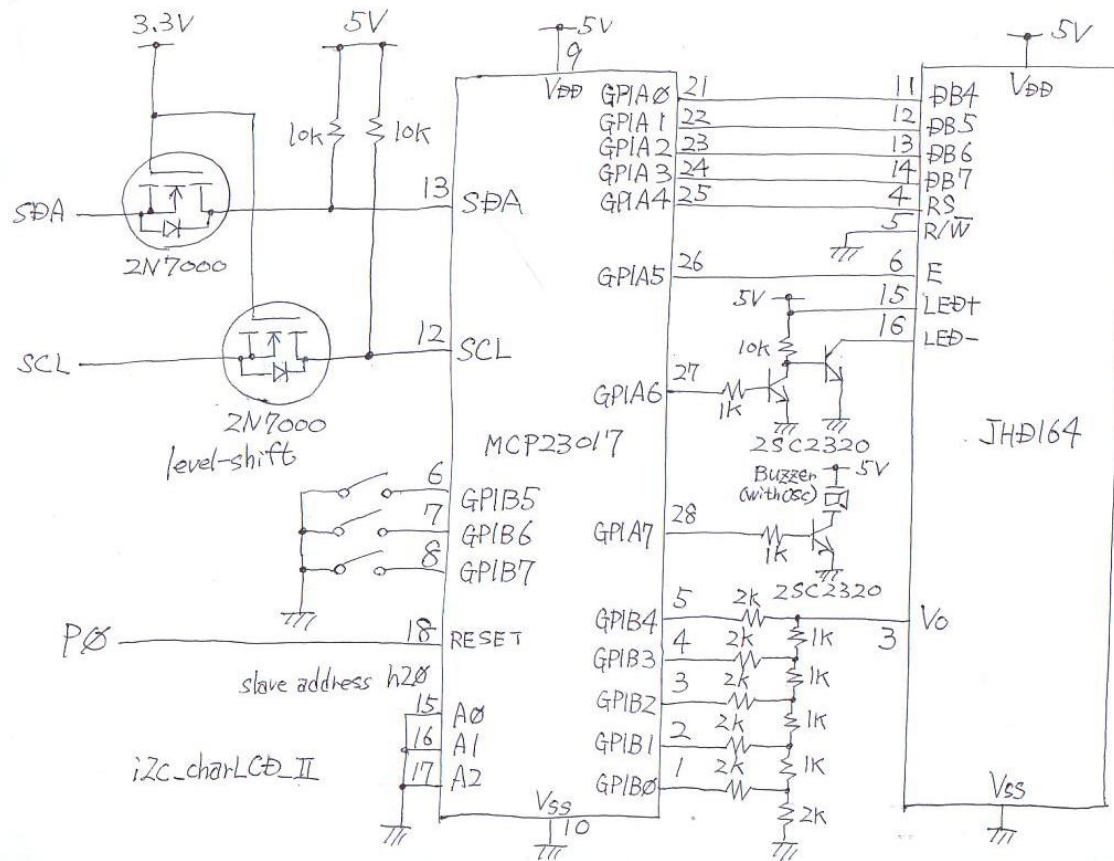 3.3V
5V
5V
5V
9
VDD
VDD
10K
10K
GPIA0 21
11 DB4
GPIA1 22
12 DB5
GPIA2 23
13 DB6
GPIA3 24
14 DB7
GPIA4 25
4 RS
5 R/W
SDA
13
SDA
2N7000
GPIA5 26
6 E
5V
15 LED+
16 LED-
10K
SCL
12
SCL
2N7000
level-shift
GPIA6 27
1K
2SC2320
MCP23017
JHD164
Buzzer
(with OSC)
5V
6 GPIB5
7 GPIB6
8 GPIB7
GPIA7 28
1K
2SC2320
P0
18 RESET
GPIB4 5
2K
3
Vo
1K
GPIB3 4
2K
1K
GPIB2 3
2K
1K
GPIB1 2
2K
1K
GPIB0 1
2K
2K
slave address h20
15 A0
16 A1
17 A2
i2c_charLCD_II
Vss
10
Vss